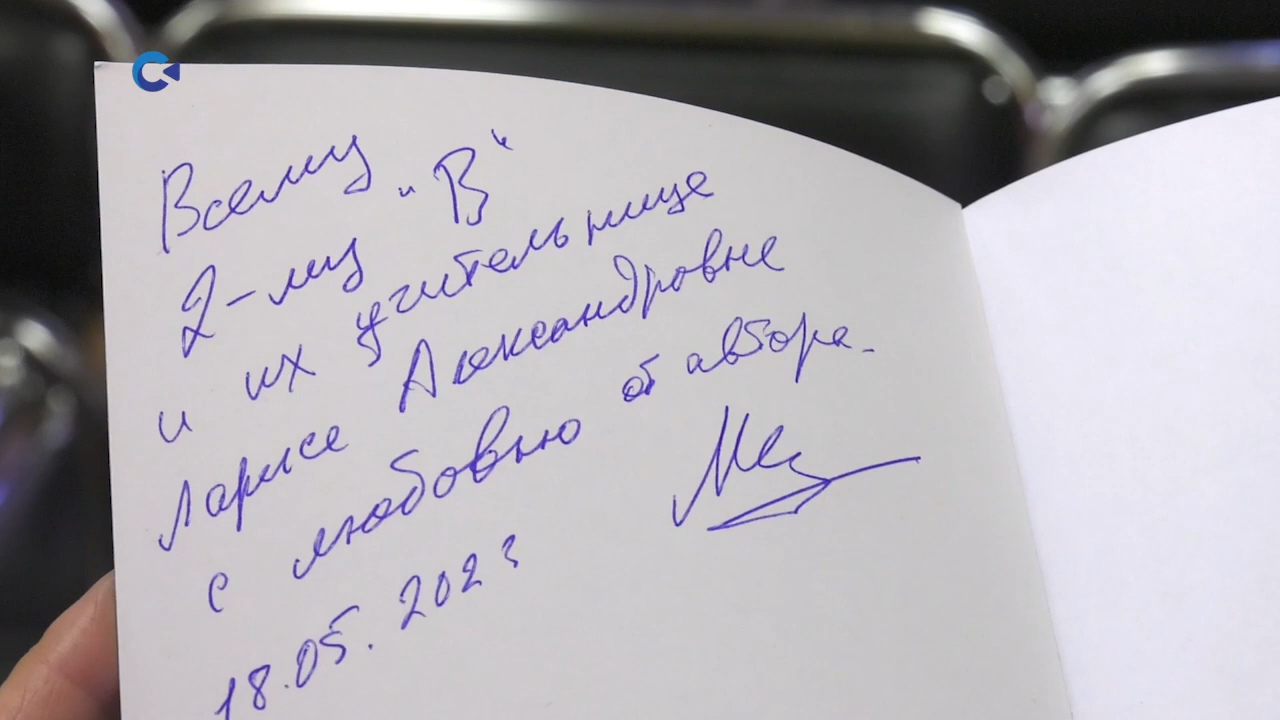 Всему
2-му "В"
и их учительнице
Ларисе Александровне
с любовью от автора.
18.05.2023